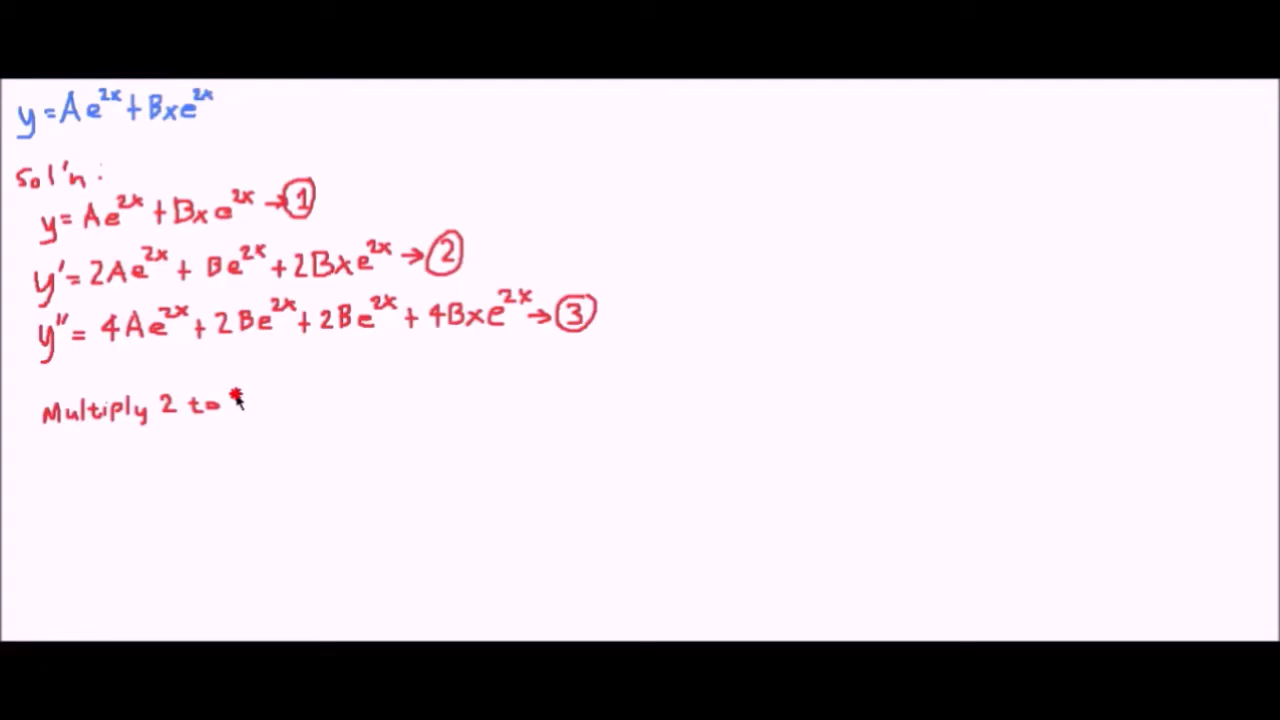 y = Ae^{2x} + Bxe^{2x}
Sol'n :
y = Ae^{2x} + Bxe^{2x} → ①
y' = 2Ae^{2x} + Be^{2x} + 2Bxe^{2x} → ②
y'' = 4Ae^{2x} + 2Be^{2x} + 2Be^{2x} + 4Bxe^{2x} → ③
Multiply 2 to